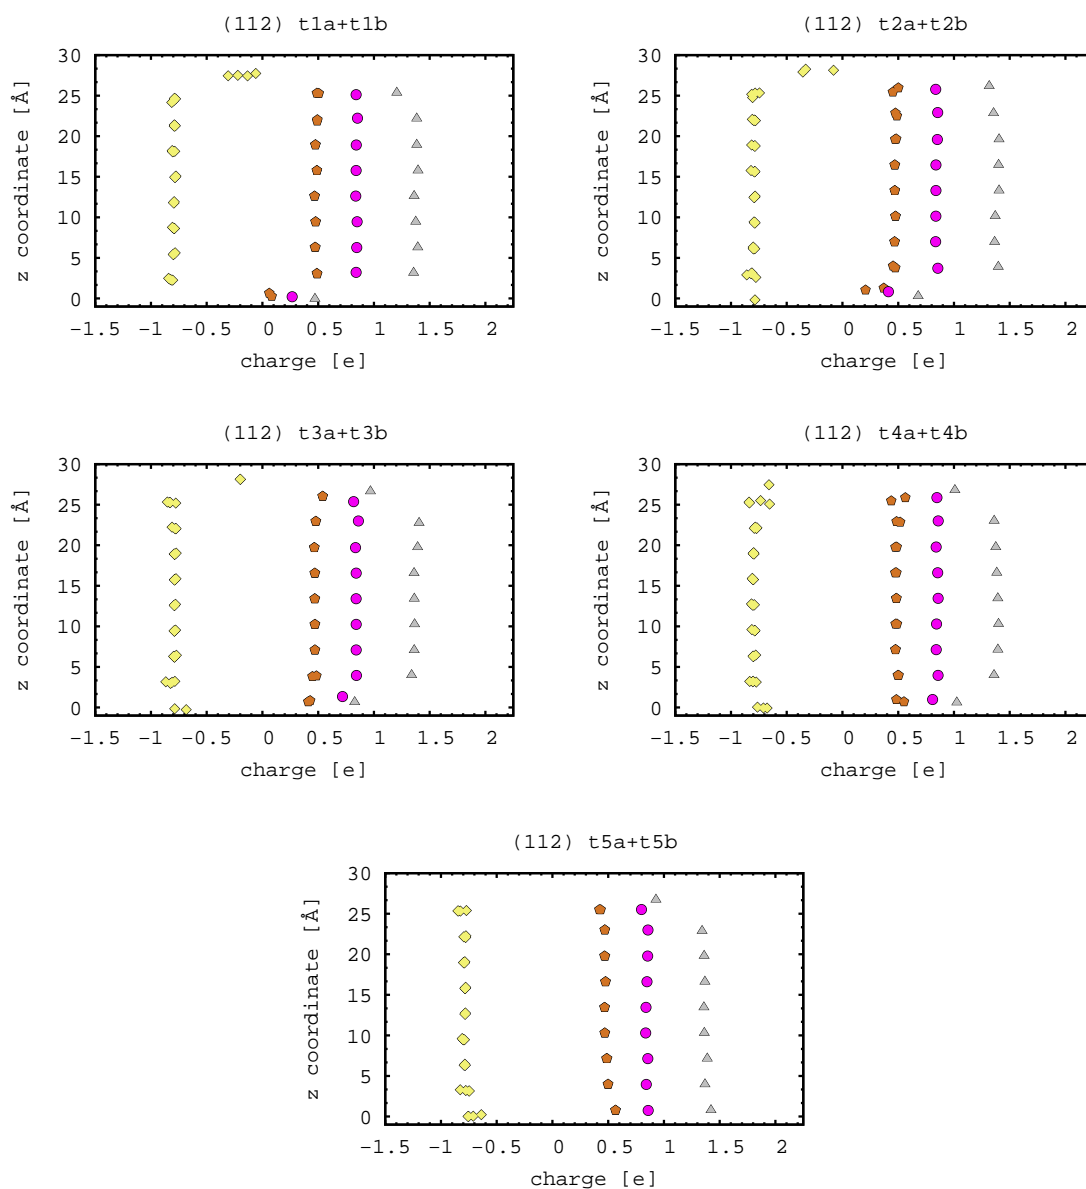 (112) t1a+t1b
(112) t2a+t2b
30
25
20
15
10
5
0
z coordinate [Å]
−1.5 −1 −0.5 0 0.5 1 1.5 2
charge [e]
30
25
20
15
10
5
0
z coordinate [Å]
−1.5 −1 −0.5 0 0.5 1 1.5 2
charge [e]
(112) t3a+t3b
(112) t4a+t4b
30
25
20
15
10
5
0
z coordinate [Å]
−1.5 −1 −0.5 0 0.5 1 1.5 2
charge [e]
30
25
20
15
10
5
0
z coordinate [Å]
−1.5 −1 −0.5 0 0.5 1 1.5 2
charge [e]
(112) t5a+t5b
30
25
20
15
10
5
0
z coordinate [Å]
−1.5 −1 −0.5 0 0.5 1 1.5 2
charge [e]